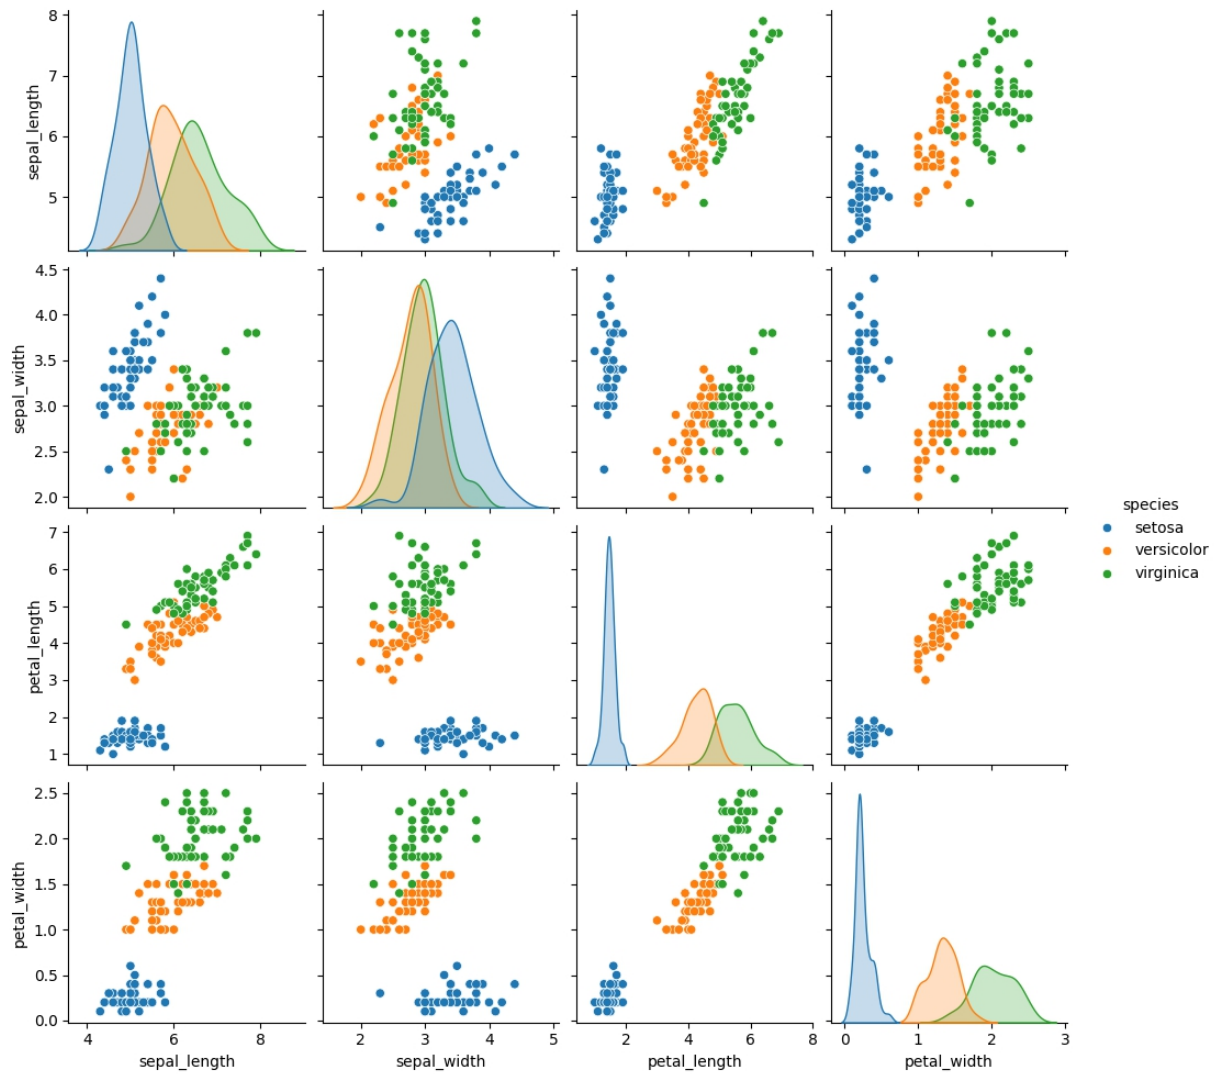 8
7
6
5
sepal_length
4.5
4.0
3.5
3.0
2.5
2.0
sepal_width
species
setosa
versicolor
virginica
7
6
5
4
3
2
1
petal_length
2.5
2.0
1.5
1.0
0.5
0.0
petal_width
4 6 8 2 3 4 5 2 4 6 8 0 1 2 3
sepal_length sepal_width petal_length petal_width